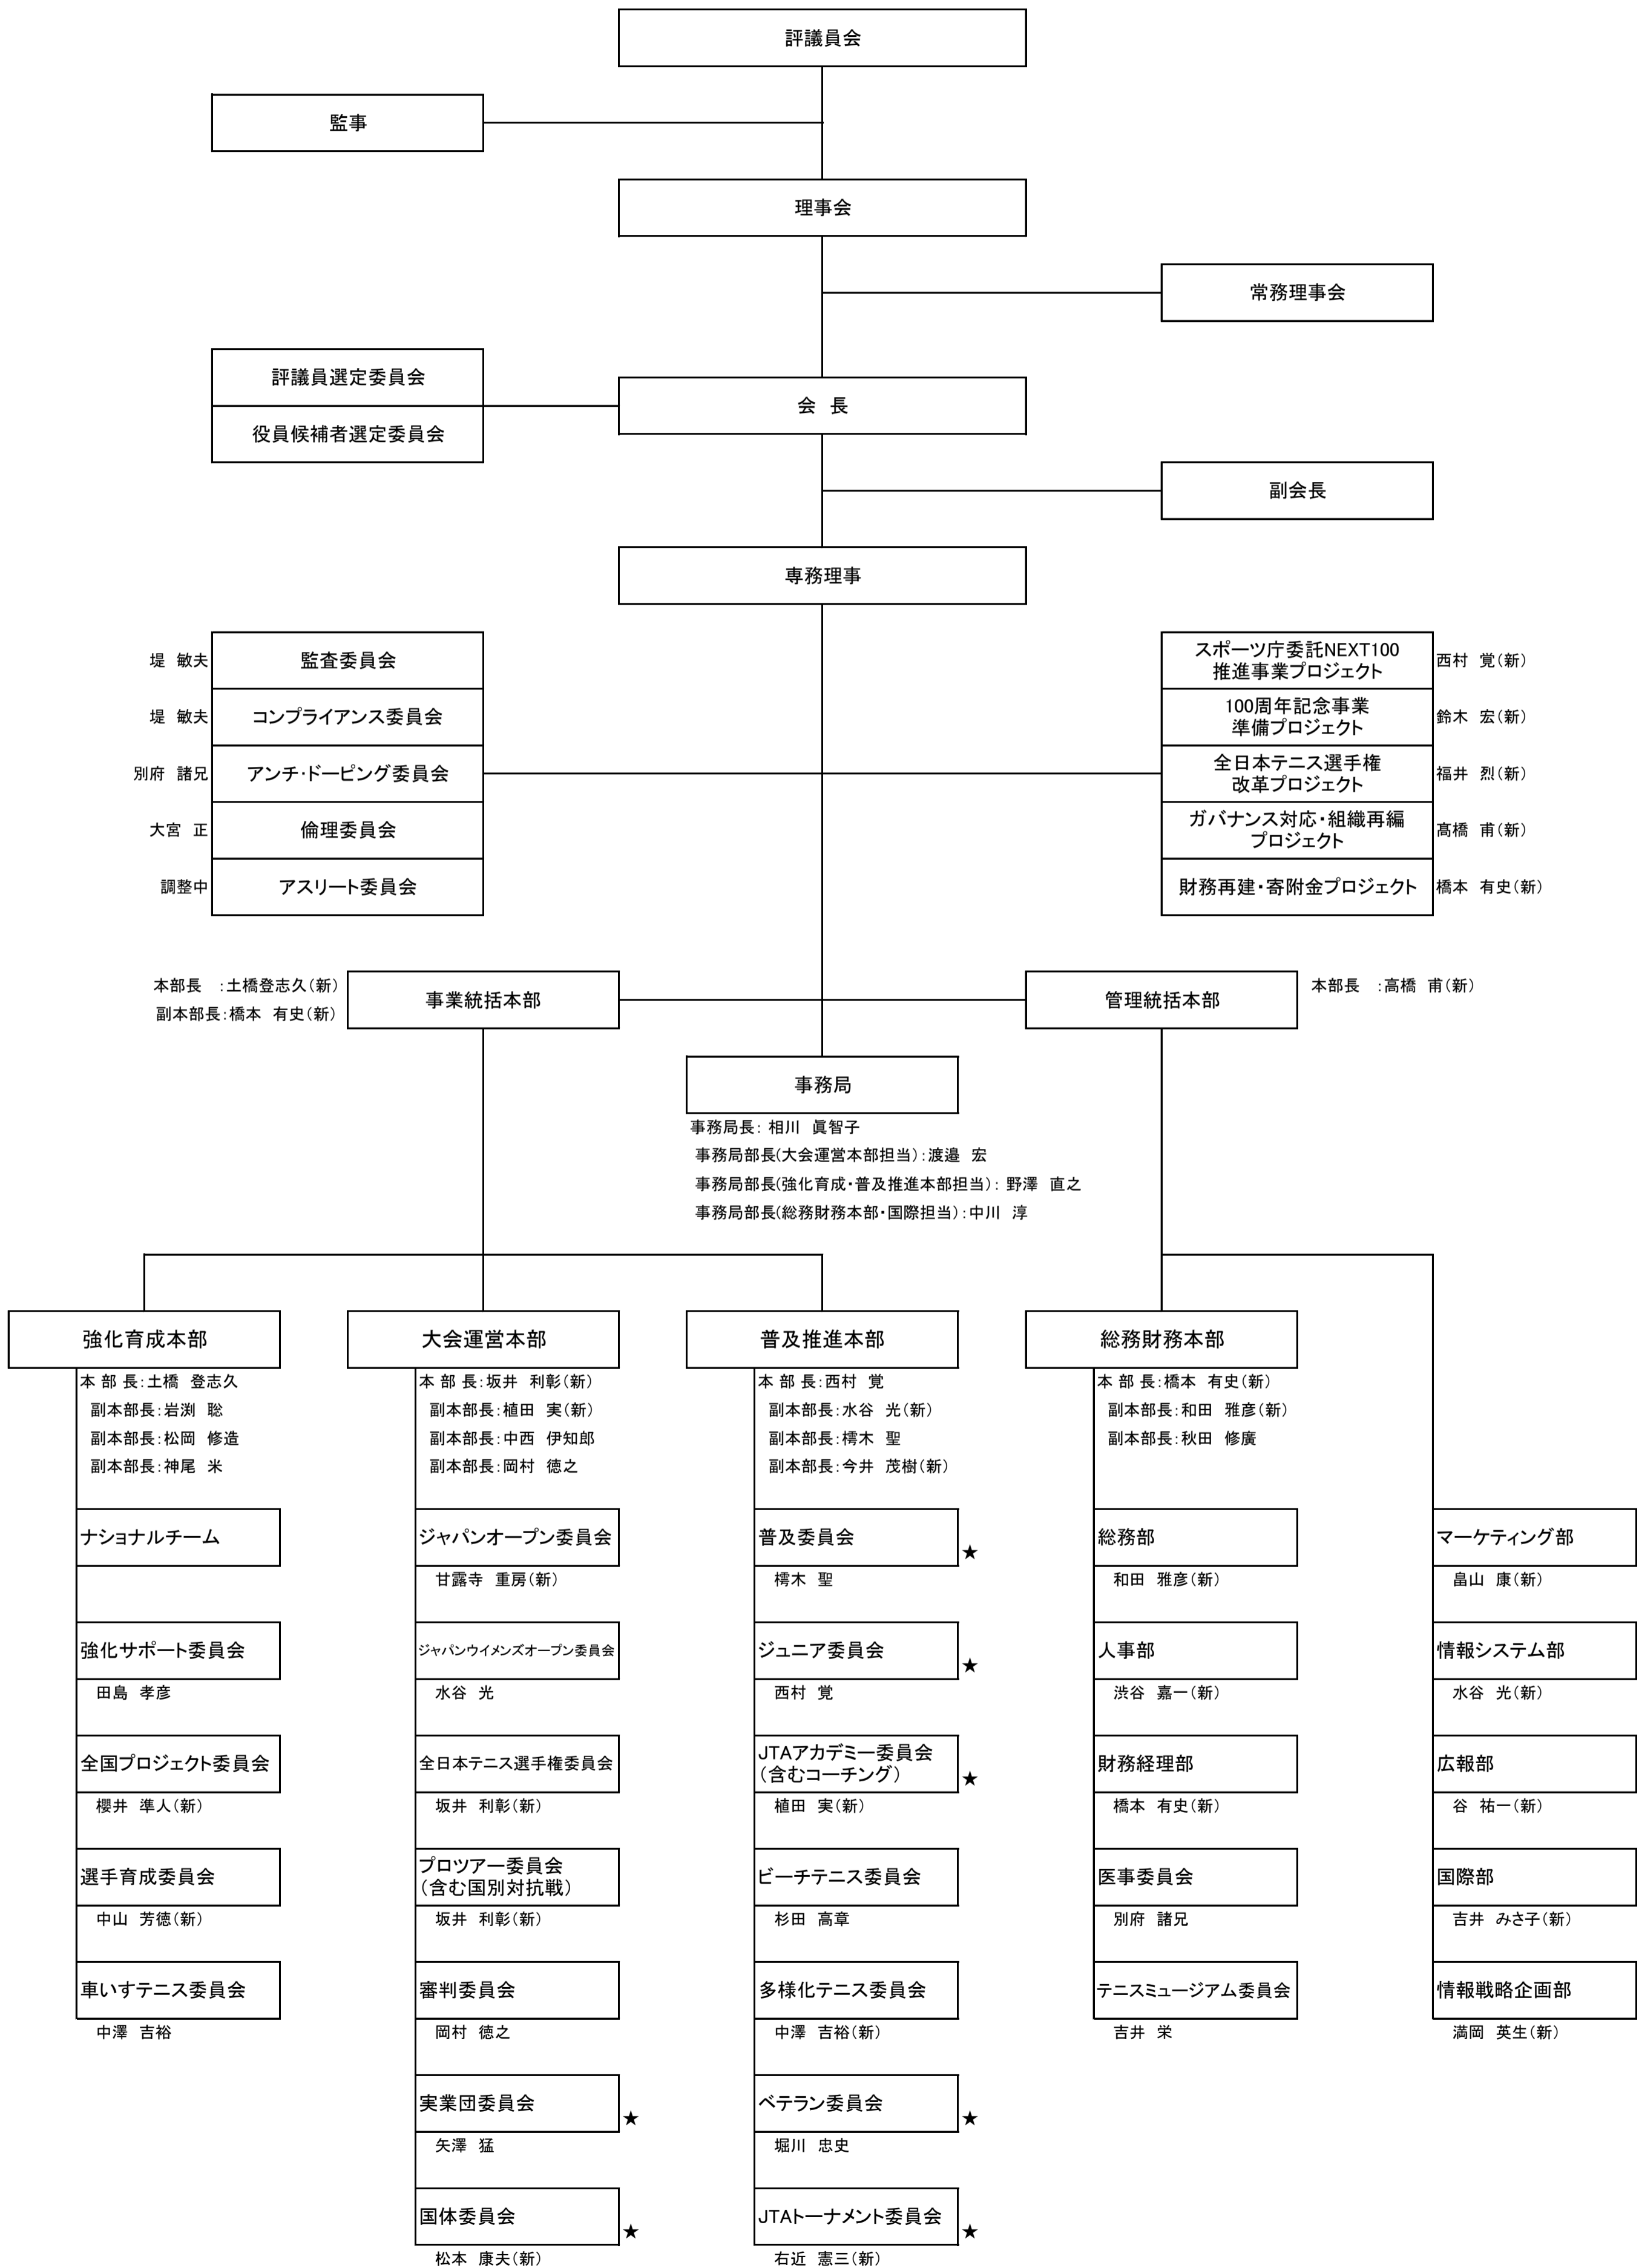 評議員会
監事
理事会
常務理事会
評議員選定委員会
役員候補者選定委員会
会　長
副会長
専務理事
堤　敏夫
監査委員会
堤　敏夫
コンプライアンス委員会
別府　諸兄
アンチ・ドーピング委員会
大宮　正
倫理委員会
調整中
アスリート委員会
スポーツ庁委託NEXT100
推進事業プロジェクト
西村　覚(新)
100周年記念事業
準備プロジェクト
鈴木　宏(新)
全日本テニス選手権
改革プロジェクト
福井　烈(新)
ガバナンス対応・組織再編
プロジェクト
髙橋　甫(新)
財務再建・寄附金プロジェクト
橋本　有史(新)
本部長　：土橋登志久(新)
副本部長：橋本　有史(新)
事業統括本部
管理統括本部
本部長　：高橋　甫(新)
事務局
事務局長：相川　眞智子
事務局部長(大会運営本部担当)：渡邉　宏
事務局部長(強化育成・普及推進本部担当)：野澤　直之
事務局部長(総務財務本部・国際担当)：中川　淳
強化育成本部
本 部 長：土橋　登志久
副本部長：岩渕　聡
副本部長：松岡　修造
副本部長：神尾　米
ナショナルチーム
強化サポート委員会
田島　孝彦
全国プロジェクト委員会
櫻井　準人(新)
選手育成委員会
中山　芳徳(新)
車いすテニス委員会
中澤　吉裕
大会運営本部
本 部 長：坂井　利彰(新)
副本部長：植田　実(新)
副本部長：中西　伊知郎
副本部長：岡村　徳之
ジャパンオープン委員会
甘露寺　重房(新)
ジャパンウイメンズオープン委員会
水谷　光
全日本テニス選手権委員会
坂井　利彰(新)
プロツアー委員会
(含む国別対抗戦)
坂井　利彰(新)
審判委員会
岡村　徳之
実業団委員会
★
矢澤　猛
国体委員会
★
松本　康夫(新)
普及推進本部
本 部 長：西村　覚
副本部長：水谷　光(新)
副本部長：樗木　聖
副本部長：今井　茂樹(新)
普及委員会
★
樗木　聖
ジュニア委員会
★
西村　覚
JTAアカデミー委員会
(含むコーチング)
★
植田　実(新)
ビーチテニス委員会
杉田　高章
多様化テニス委員会
中澤　吉裕(新)
ベテラン委員会
★
堀川　忠史
JTAトーナメント委員会
★
右近　憲三(新)
総務財務本部
本 部 長：橋本　有史(新)
副本部長：和田　雅彦(新)
副本部長：秋田　修廣
総務部
和田　雅彦(新)
人事部
渋谷　嘉一(新)
財務経理部
橋本　有史(新)
医事委員会
別府　諸兄
テニスミュージアム委員会
吉井　栄
マーケティング部
畠山　康(新)
情報システム部
水谷　光(新)
広報部
谷　祐一(新)
国際部
吉井　みさ子(新)
情報戦略企画部
満岡　英生(新)